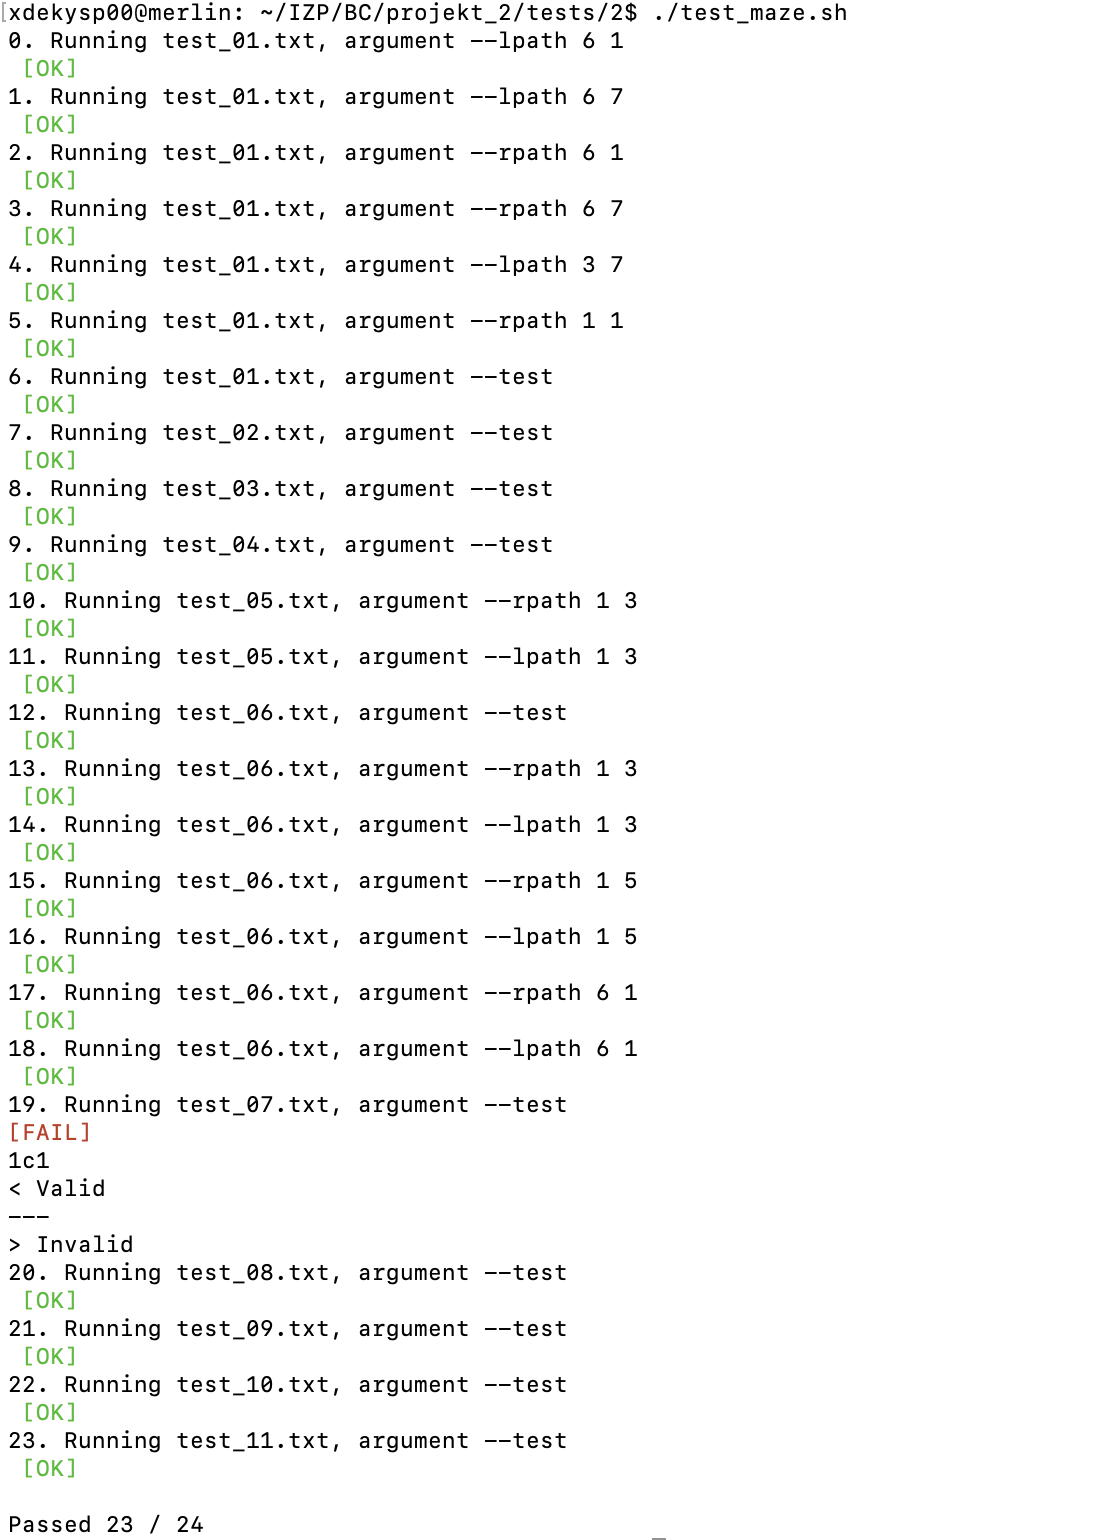 [xdekysp00@merlin: ~/IZP/BC/projekt_2/tests/2$ ./test_maze.sh
0. Running test_01.txt, argument --lpath 6 1
[OK]
1. Running test_01.txt, argument --lpath 6 7
[OK]
2. Running test_01.txt, argument --rpath 6 1
[OK]
3. Running test_01.txt, argument --rpath 6 7
[OK]
4. Running test_01.txt, argument --lpath 3 7
[OK]
5. Running test_01.txt, argument --rpath 1 1
[OK]
6. Running test_01.txt, argument --test
[OK]
7. Running test_02.txt, argument --test
[OK]
8. Running test_03.txt, argument --test
[OK]
9. Running test_04.txt, argument --test
[OK]
10. Running test_05.txt, argument --rpath 1 3
[OK]
11. Running test_05.txt, argument --lpath 1 3
[OK]
12. Running test_06.txt, argument --test
[OK]
13. Running test_06.txt, argument --rpath 1 3
[OK]
14. Running test_06.txt, argument --lpath 1 3
[OK]
15. Running test_06.txt, argument --rpath 1 5
[OK]
16. Running test_06.txt, argument --lpath 1 5
[OK]
17. Running test_06.txt, argument --rpath 6 1
[OK]
18. Running test_06.txt, argument --lpath 6 1
[OK]
19. Running test_07.txt, argument --test
[FAIL]
1c1
< Valid
---
> Invalid
20. Running test_08.txt, argument --test
[OK]
21. Running test_09.txt, argument --test
[OK]
22. Running test_10.txt, argument --test
[OK]
23. Running test_11.txt, argument --test
[OK]
Passed 23 / 24